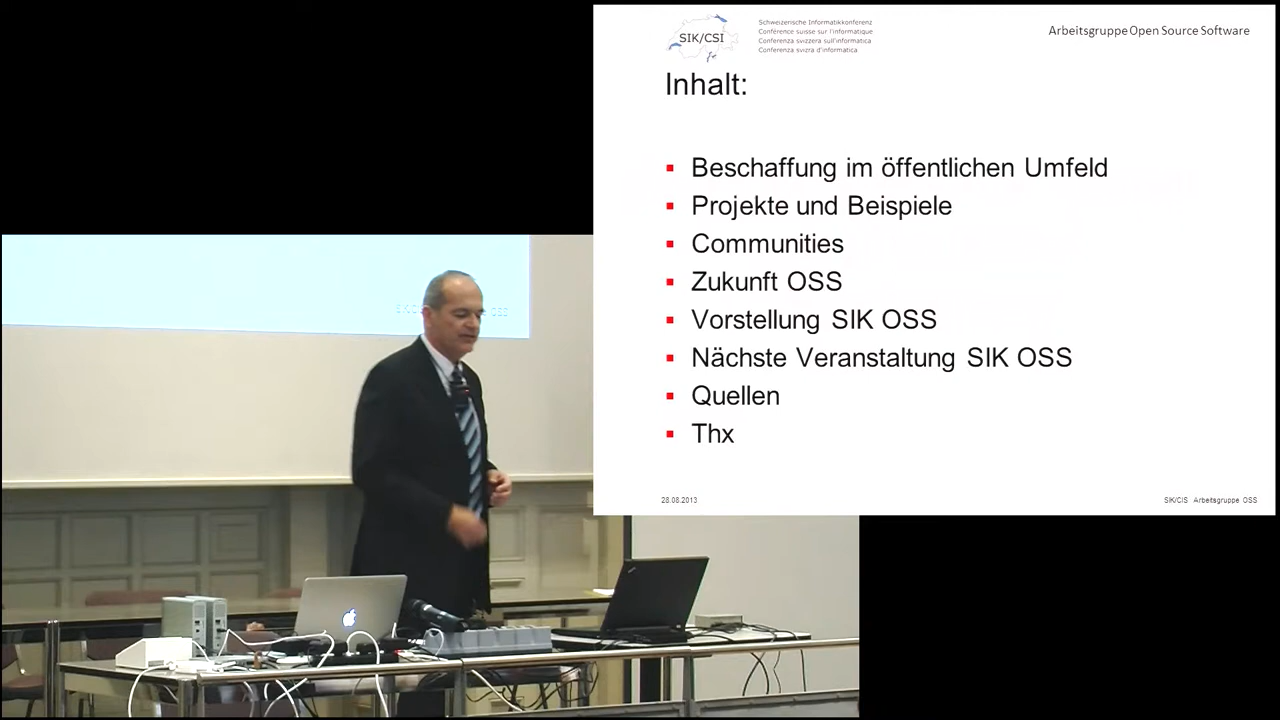 SIK/CSI
Schweizerische Informatikkonferenz
Conférence suisse sur l'informatique
Conferenza svizzera sull'informatica
Conferenza svizra d'informatica
Arbeitsgruppe Open Source Software
Inhalt:
▪ Beschaffung im öffentlichen Umfeld
▪ Projekte und Beispiele
▪ Communities
▪ Zukunft OSS
▪ Vorstellung SIK OSS
▪ Nächste Veranstaltung SIK OSS
▪ Quellen
▪ Thx
28.08.2013
SIK/CIS Arbeitsgruppe OSS